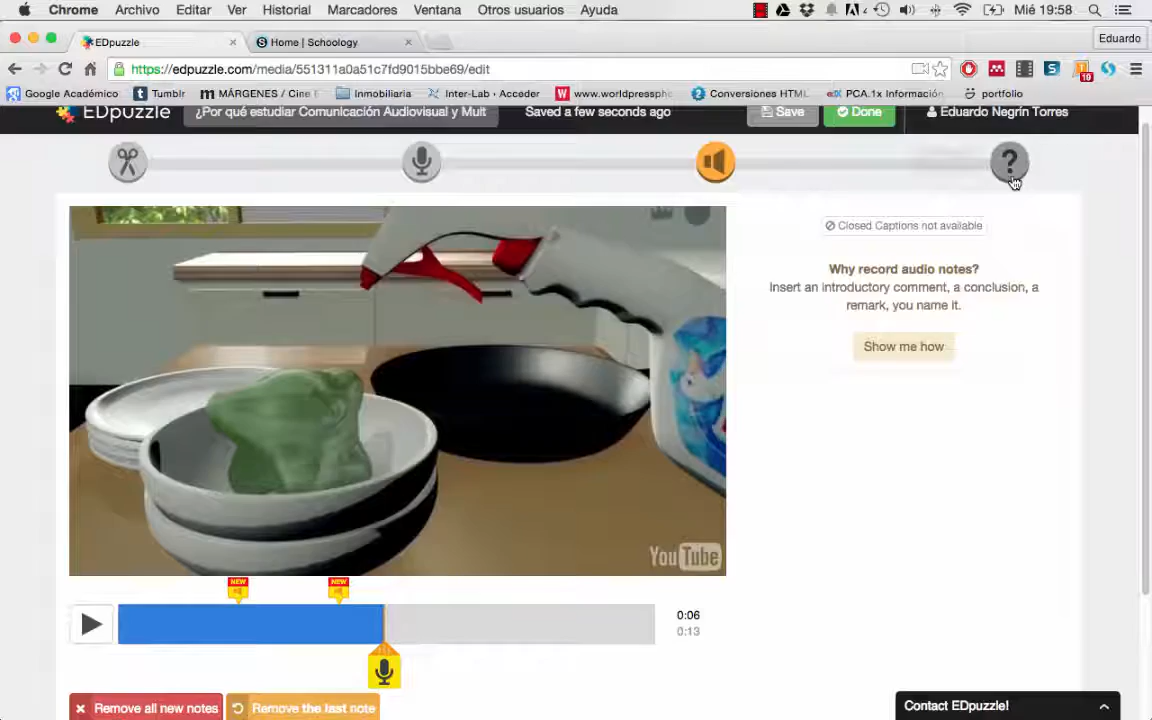 Chrome Archivo Editar Ver Historial Marcadores Ventana Otros usuarios Ayuda Mié 19:58
EDpuzzle Home | Schoology Eduardo
https://edpuzzle.com/media/551311a0a51c7fd9015bbe69/edit
Google Académico Tumblr MÁRGENES / Cine Inmobiliaria Inter-Lab • Acceder www.worldpressph Conversiones HTML PCA.1x Información portfolio
EDpuzzle ¿Por qué estudiar Comunicación Audiovisual y Mult Saved a few seconds ago Save Done Eduardo Negrín Torres
?
Closed Captions not available
Why record audio notes?
Insert an introductory comment, a conclusion, a
remark, you name it.
Show me how
YouTube
NEW NEW
0:06
0:13
Remove all new notes Remove the last note
Contact EDpuzzle!